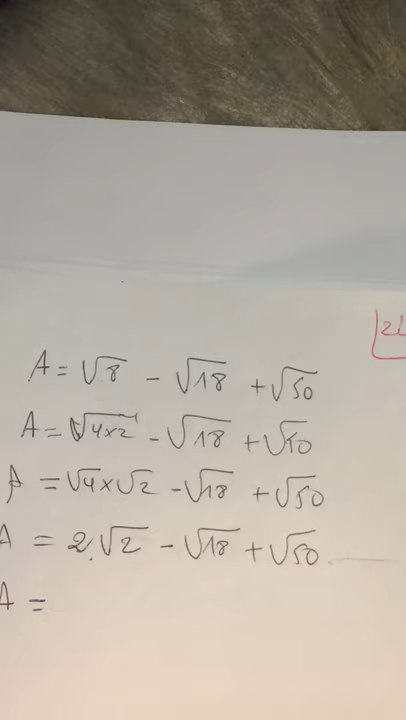 A = √8 - √18 + √50
A = √4×2 - √18 + √50
A = √4×√2 - √18 + √50
A = 2.√2 - √18 + √50
A =